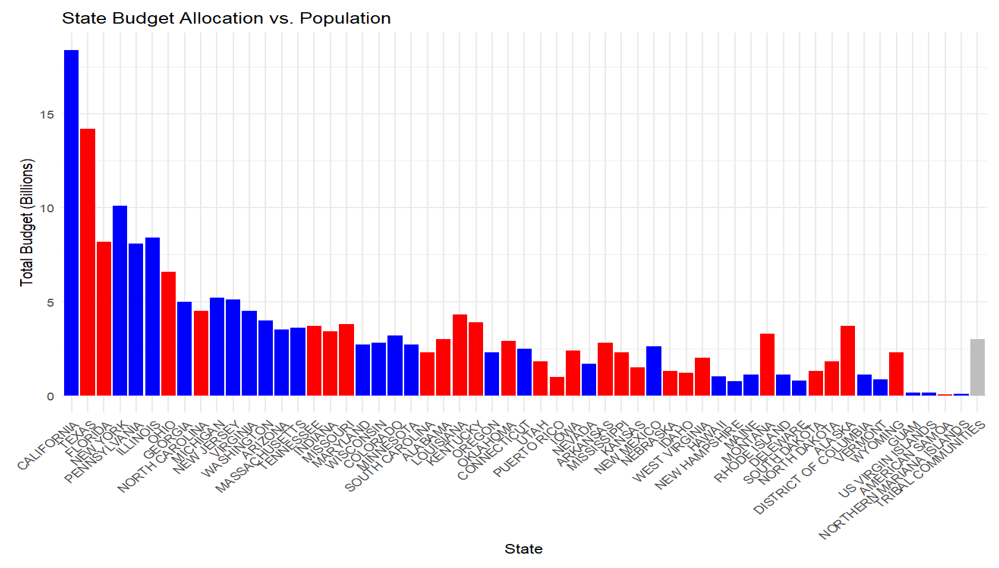 State Budget Allocation vs. Population
Total Budget (Billions)
15
10
5
0
CALIFORNIA
TEXAS
FLORIDA
NEW YORK
PENNSYLVANIA
ILLINOIS
OHIO
GEORGIA
NORTH CAROLINA
MICHIGAN
NEW JERSEY
VIRGINIA
WASHINGTON
ARIZONA
MASSACHUSETTS
TENNESSEE
INDIANA
MISSOURI
MARYLAND
WISCONSIN
COLORADO
MINNESOTA
SOUTH CAROLINA
ALABAMA
LOUISIANA
KENTUCKY
OREGON
OKLAHOMA
CONNECTICUT
UTAH
PUERTO RICO
IOWA
NEVADA
ARKANSAS
MISSISSIPPI
KANSAS
NEW MEXICO
NEBRASKA
IDAHO
WEST VIRGINIA
HAWAII
NEW HAMPSHIRE
MAINE
MONTANA
RHODE ISLAND
DELAWARE
SOUTH DAKOTA
NORTH DAKOTA
ALASKA
DISTRICT OF COLUMBIA
VERMONT
WYOMING
GUAM
US VIRGIN ISLANDS
AMERICAN SAMOA
NORTHERN MARIANA ISLANDS
TRIBAL COMMUNITIES
State